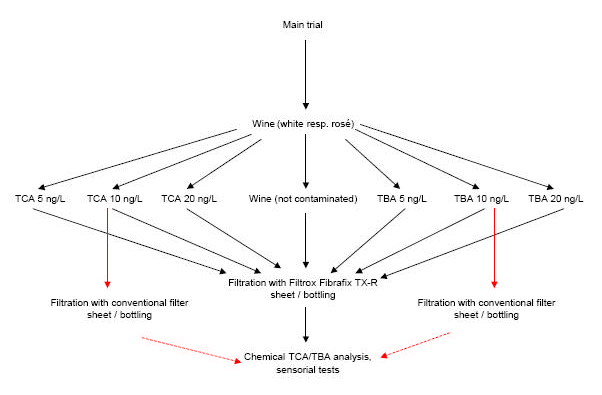 Main trial
Wine (white resp. rosé)
TCA 5 ng/L
TCA 10 ng/L
TCA 20 ng/L
Wine (not contaminated)
TBA 5 ng/L
TBA 10 ng/L
TBA 20 ng/L
Filtration with Filtrox Fibrafix TX-R
sheet / bottling
Filtration with conventional filter
sheet / bottling
Filtration with conventional filter
sheet / bottling
Chemical TCA/TBA analysis,
sensorial tests